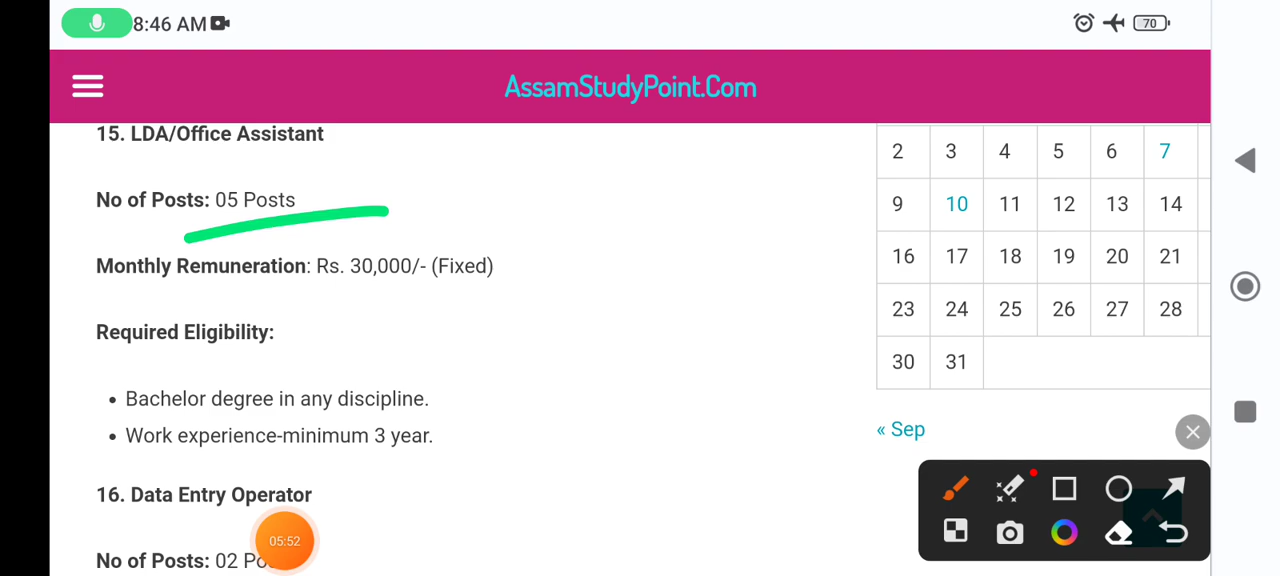 8:46 AM
70
AssamStudyPoint.Com
15. LDA/Office Assistant
No of Posts: 05 Posts
Monthly Remuneration: Rs. 30,000/- (Fixed)
Required Eligibility:
• Bachelor degree in any discipline.
• Work experience-minimum 3 year.
16. Data Entry Operator
05:52
No of Posts: 02
2 3 4 5 6 7
9 10 11 12 13 14
16 17 18 19 20 21
23 24 25 26 27 28
30 31
« Sep